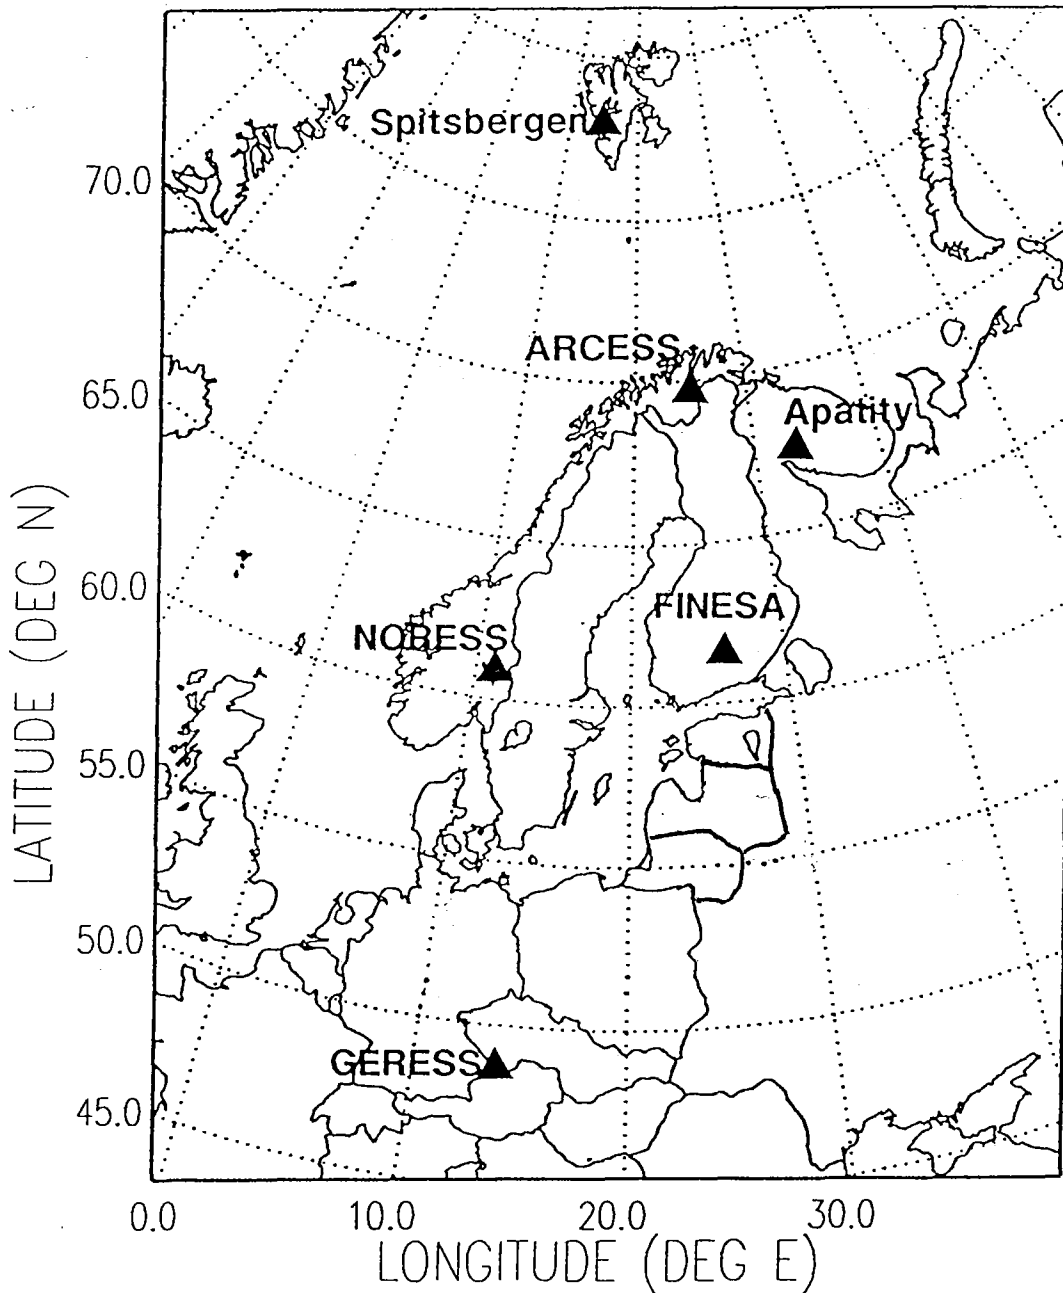 Spitsbergen
70.0
ARCESS
65.0
Apatity
60.0
FINESA
NORESS
55.0
50.0
GERESS
45.0
LATITUDE (DEG N)
0.0 10.0 20.0 30.0
LONGITUDE (DEG E)